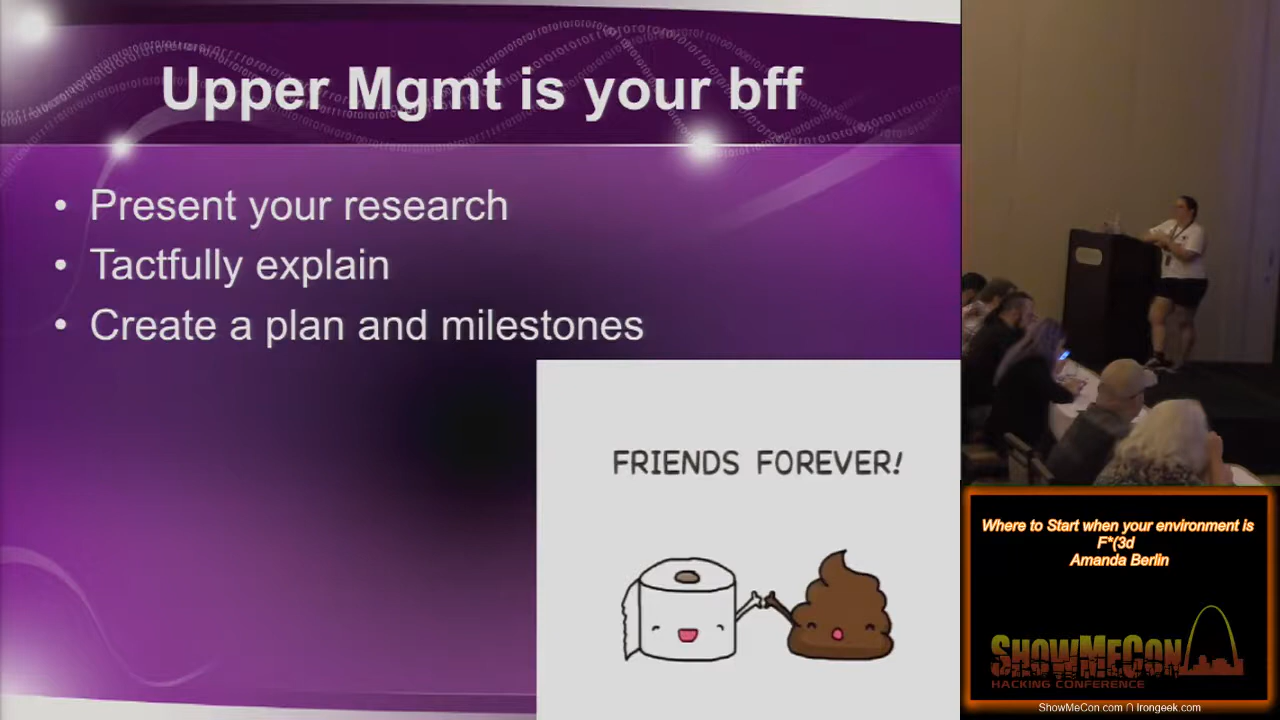 Upper Mgmt is your bff
• Present your research
• Tactfully explain
• Create a plan and milestones
FRIENDS FOREVER!
Where to Start when your environment is
F*(3d
Amanda Berlin
SHOWMECON
HACKING CONFERENCE
ShowMeCon.com ∩ Irongeek.com